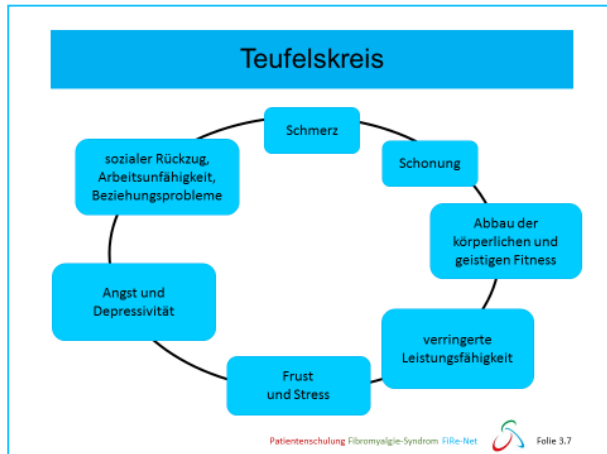 Teufelskreis
Schmerz
Schonung
Abbau der
körperlichen und
geistigen Fitness
verringerte
Leistungsfähigkeit
Frust
und Stress
Angst und
Depressivität
sozialer Rückzug,
Arbeitsunfähigkeit,
Beziehungsprobleme
Patientenschulung Fibromyalgie-Syndrom FiRe-Net Folie 3.7